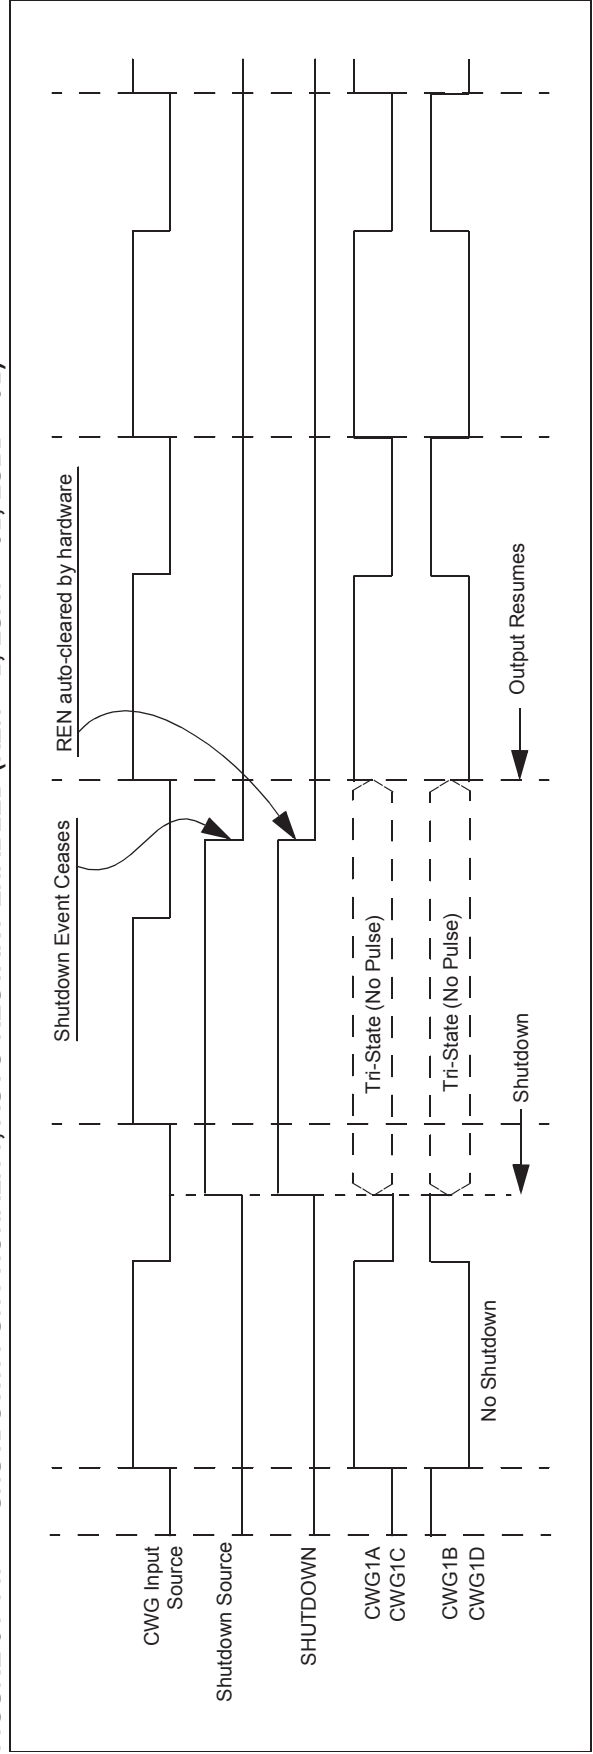 Shutdown Event Ceases
REN auto-cleared by hardware
CWG Input
Source
Shutdown Source
SHUTDOWN
CWG1A
CWG1C
Tri-State (No Pulse)
CWG1B
CWG1D
Tri-State (No Pulse)
No Shutdown
Shutdown
Output Resumes